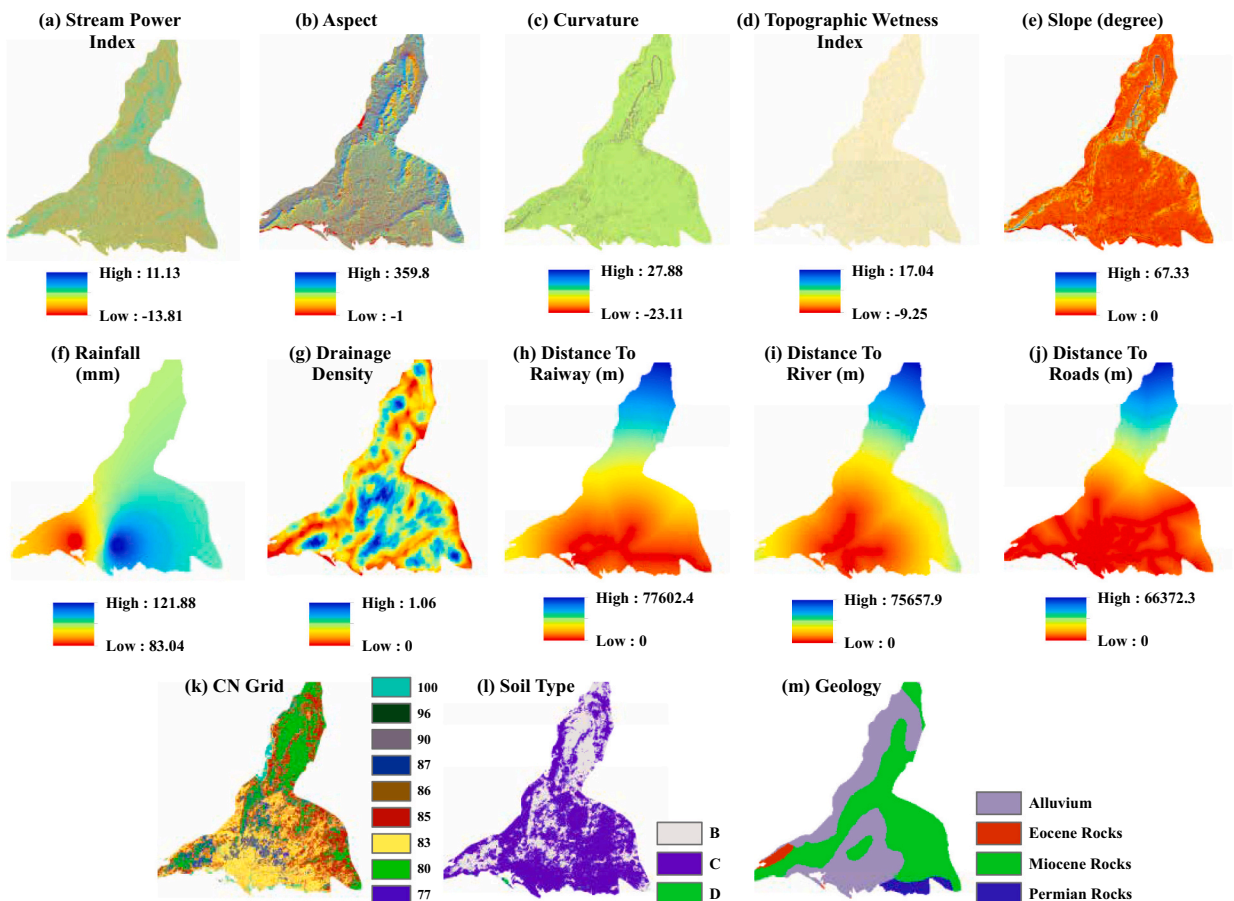 (a) Stream Power
Index
(b) Aspect
(c) Curvature
(d) Topographic Wetness
Index
(e) Slope (degree)
High : 11.13
Low : -13.81
High : 359.8
Low : -1
High : 27.88
Low : -23.11
High : 17.04
Low : -9.25
High : 67.33
Low : 0
(f) Rainfall
(mm)
(g) Drainage
Density
(h) Distance To
Raiway (m)
(i) Distance To
River (m)
(j) Distance To
Roads (m)
High : 121.88
Low : 83.04
High : 1.06
Low : 0
High : 77602.4
Low : 0
High : 75657.9
Low : 0
High : 66372.3
Low : 0
(k) CN Grid
100
96
90
87
86
85
83
80
77
(l) Soil Type
B
C
D
(m) Geology
Alluvium
Eocene Rocks
Miocene Rocks
Permian Rocks